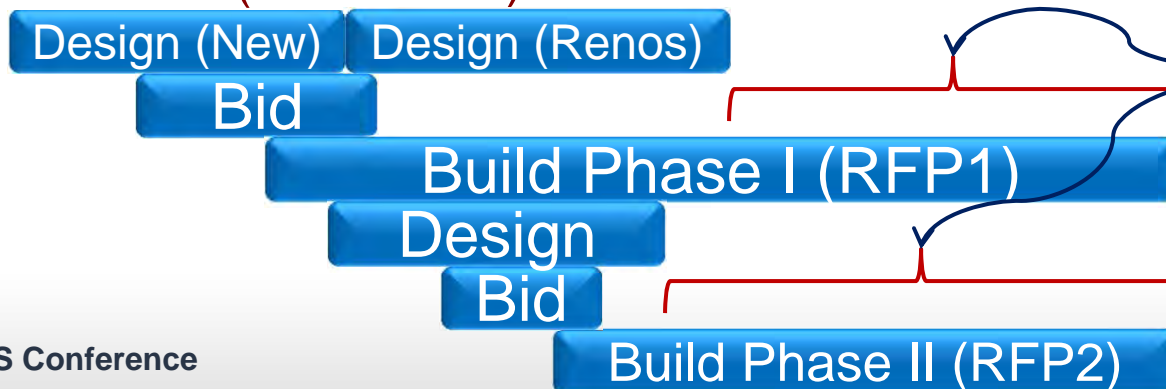 Design (New) Design (Renos)
Bid
Build Phase I (RFP1)
Design
Bid
Build Phase II (RFP2)
S Conference